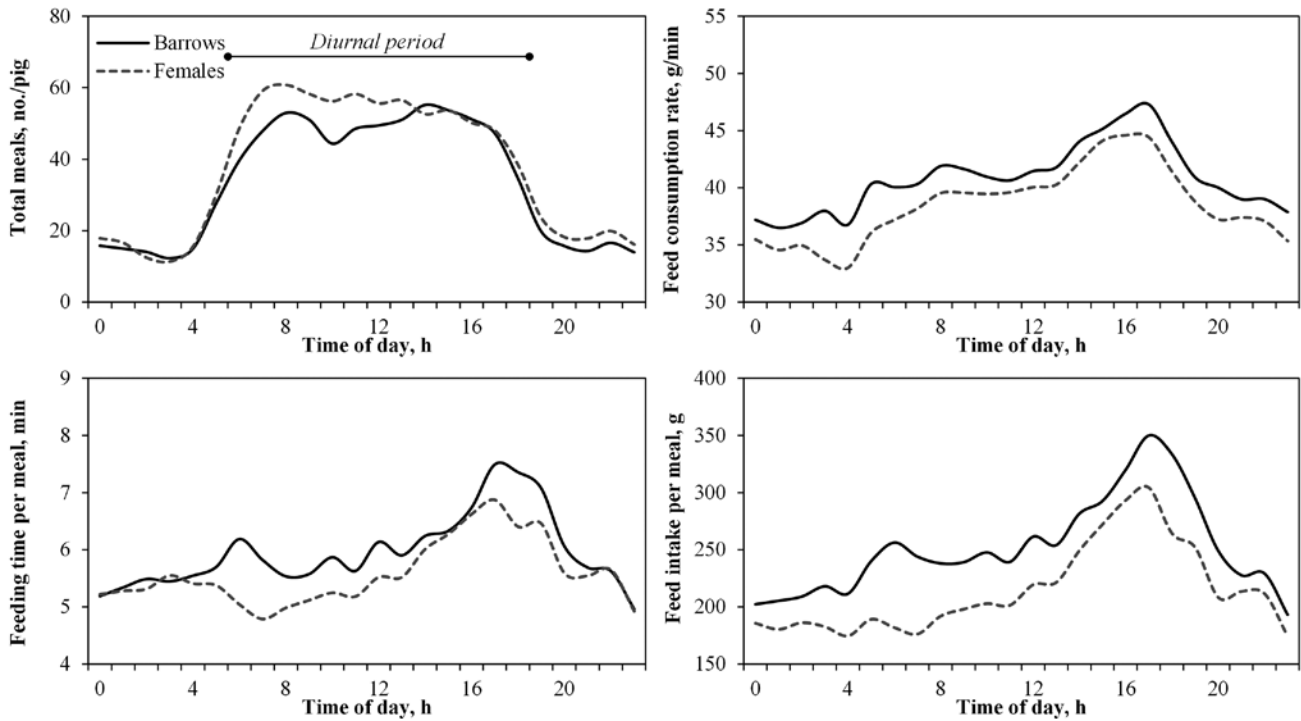 Total meals, no./pig
80
60
40
20
0
Barrows
Females
Diurnal period
0 4 8 12 16 20
Time of day, h
Feed consumption rate, g/min
55
50
45
40
35
30
0 4 8 12 16 20
Time of day, h
Feeding time per meal, min
9
8
7
6
5
4
0 4 8 12 16 20
Time of day, h
Feed intake per meal, g
400
350
300
250
200
150
0 4 8 12 16 20
Time of day, h